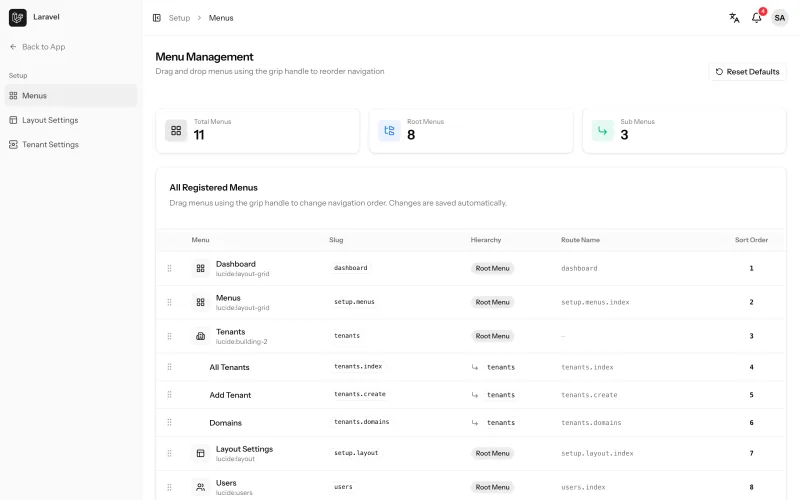 Laravel
Back to App
Setup
Menus
Layout Settings
Tenant Settings
Setup > Menus
4
SA
Menu Management
Drag and drop menus using the grip handle to reorder navigation
Reset Defaults
Total Menus
11
Root Menus
8
Sub Menus
3
All Registered Menus
Drag menus using the grip handle to change navigation order. Changes are saved automatically.
Menu Slug Hierarchy Route Name Sort Order
Dashboard
lucide:layout-grid
dashboard Root Menu dashboard 1
Menus
lucide:layout-grid
setup.menus Root Menu setup.menus.index 2
Tenants
lucide:building-2
tenants Root Menu – 3
All Tenants tenants.index tenants tenants.index 4
Add Tenant tenants.create tenants tenants.create 5
Domains tenants.domains tenants tenants.domains 6
Layout Settings
lucide:layout
setup.layout Root Menu setup.layout.index 7
Users
lucide:users
users Root Menu users.index 8